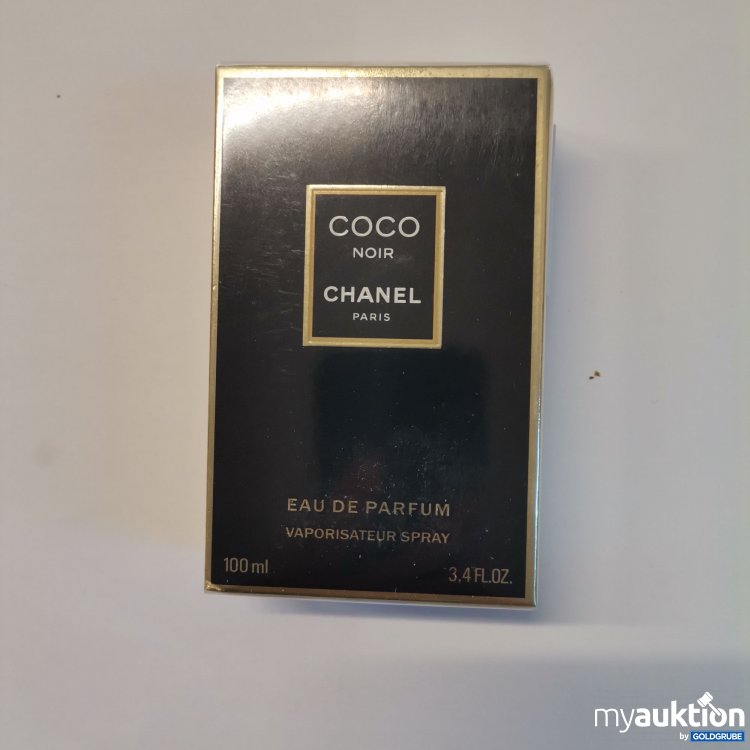 COCO
NOIR
CHANEL
PARIS
EAU DE PARFUM
VAPORISATEUR SPRAY
100 ml 3,4 FL.OZ.
myauktion
by GOLDGRUBE